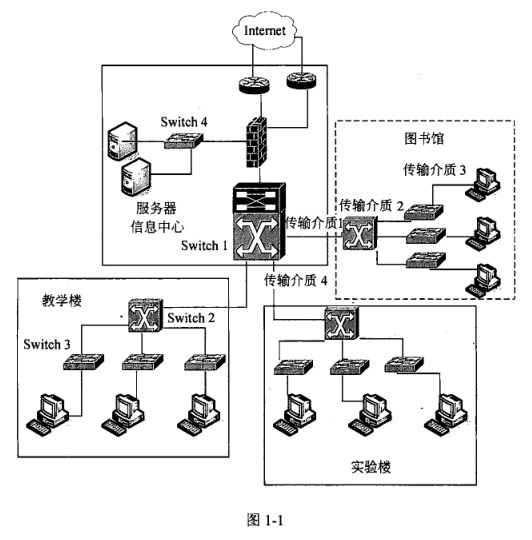 Internet
Switch 4
服务器
信息中心
Switch 1
图书馆
传输介质 3
传输介质 2
传输介质1
传输介质 4
教学楼
Switch 2
Switch 3
实验楼
图 1-1